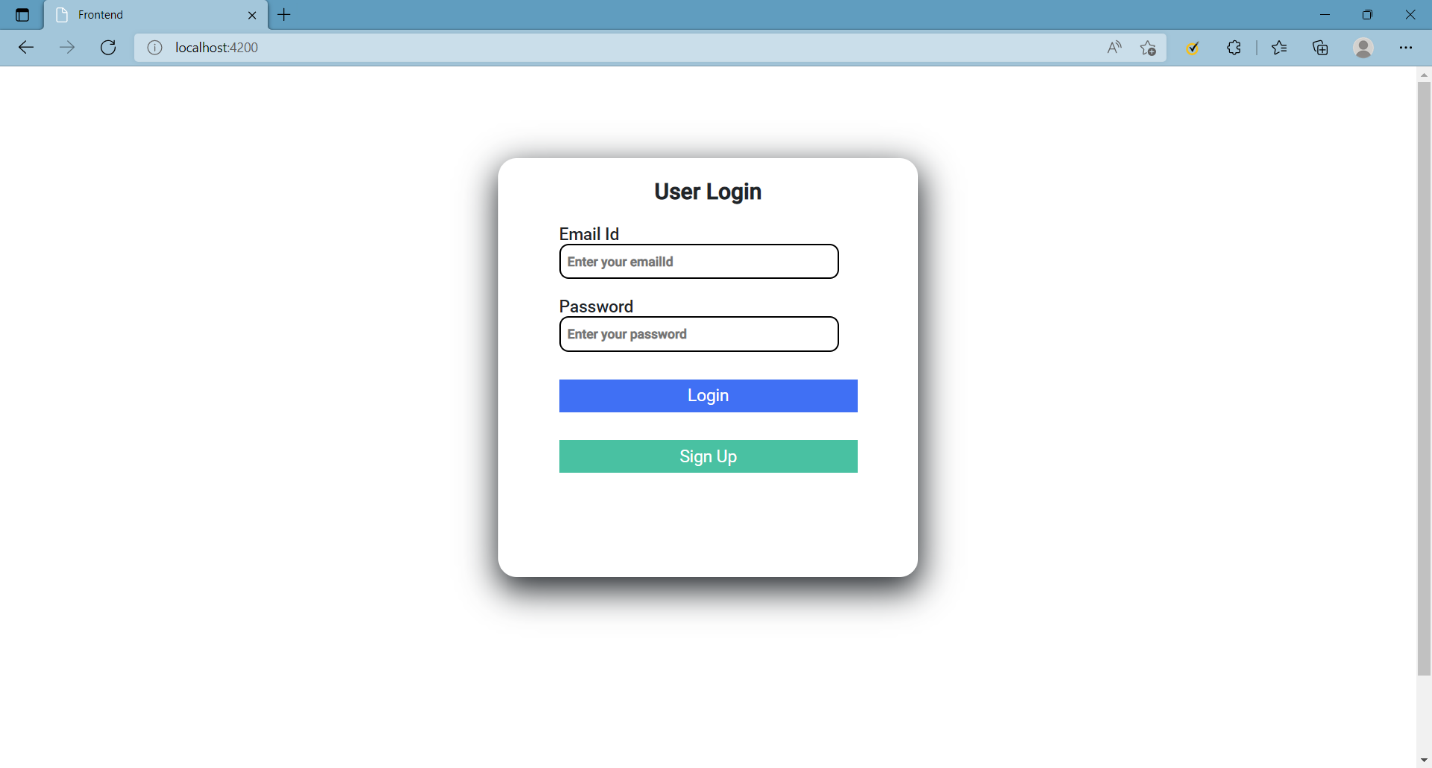 Frontend
localhost:4200
User Login
Email Id
Enter your emailId
Password
Enter your password
Login
Sign Up